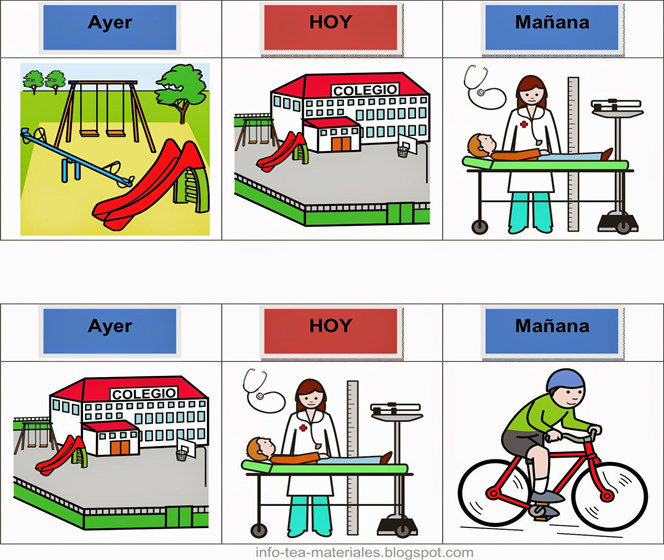 Ayer
HOY
Mañana
COLEGIO
Ayer
HOY
Mañana
COLEGIO
info-tea-materiales.blogspot.com